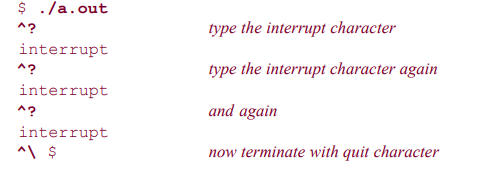 $ ./a.out
^? type the interrupt character
interrupt
^? type the interrupt character again
interrupt
^? and again
interrupt
^\ $ now terminate with quit character